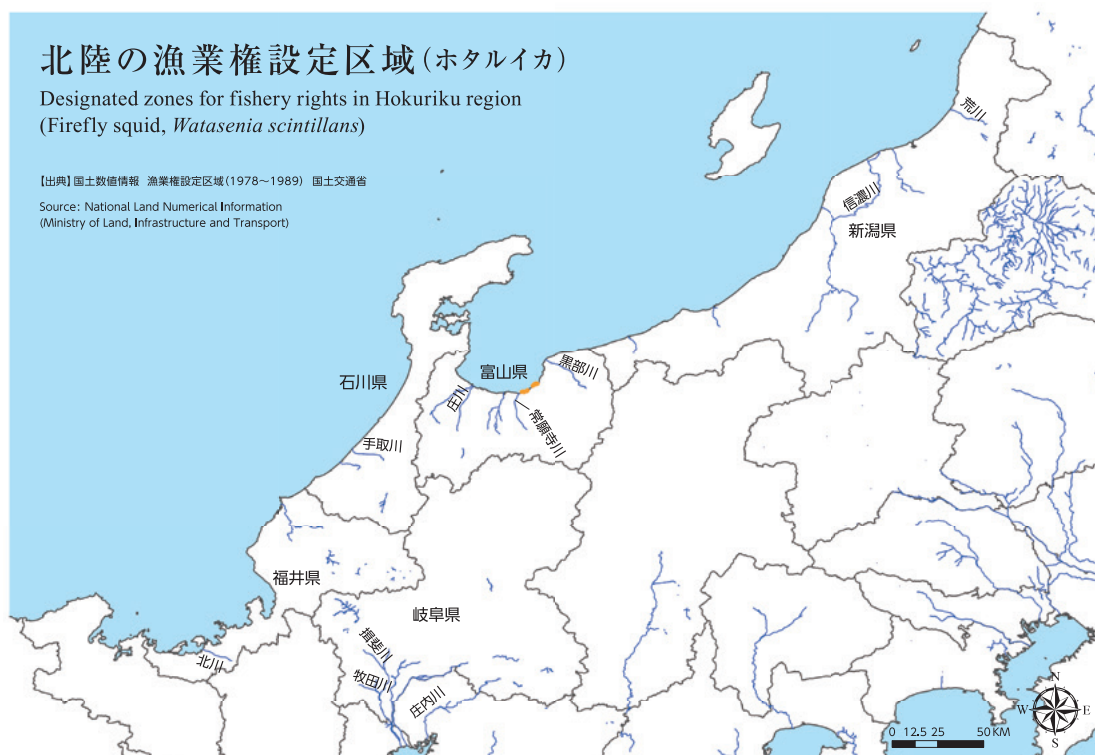 北陸の漁業権設定区域(ホタルイカ)
Designated zones for fishery rights in Hokuriku region
(Firefly squid, Watasenia scintillans)
【出典】国土数値情報 漁業権設定区域(1978〜1989) 国土交通省
Source: National Land Numerical Information
(Ministry of Land, Infrastructure and Transport)
荒川
信濃川
新潟県
富山県
黒部川
石川県
庄川
常願寺川
手取川
福井県
岐阜県
揖斐川
北川
牧田川
庄内川
N
W
E
S
0 12.5 25 50 KM